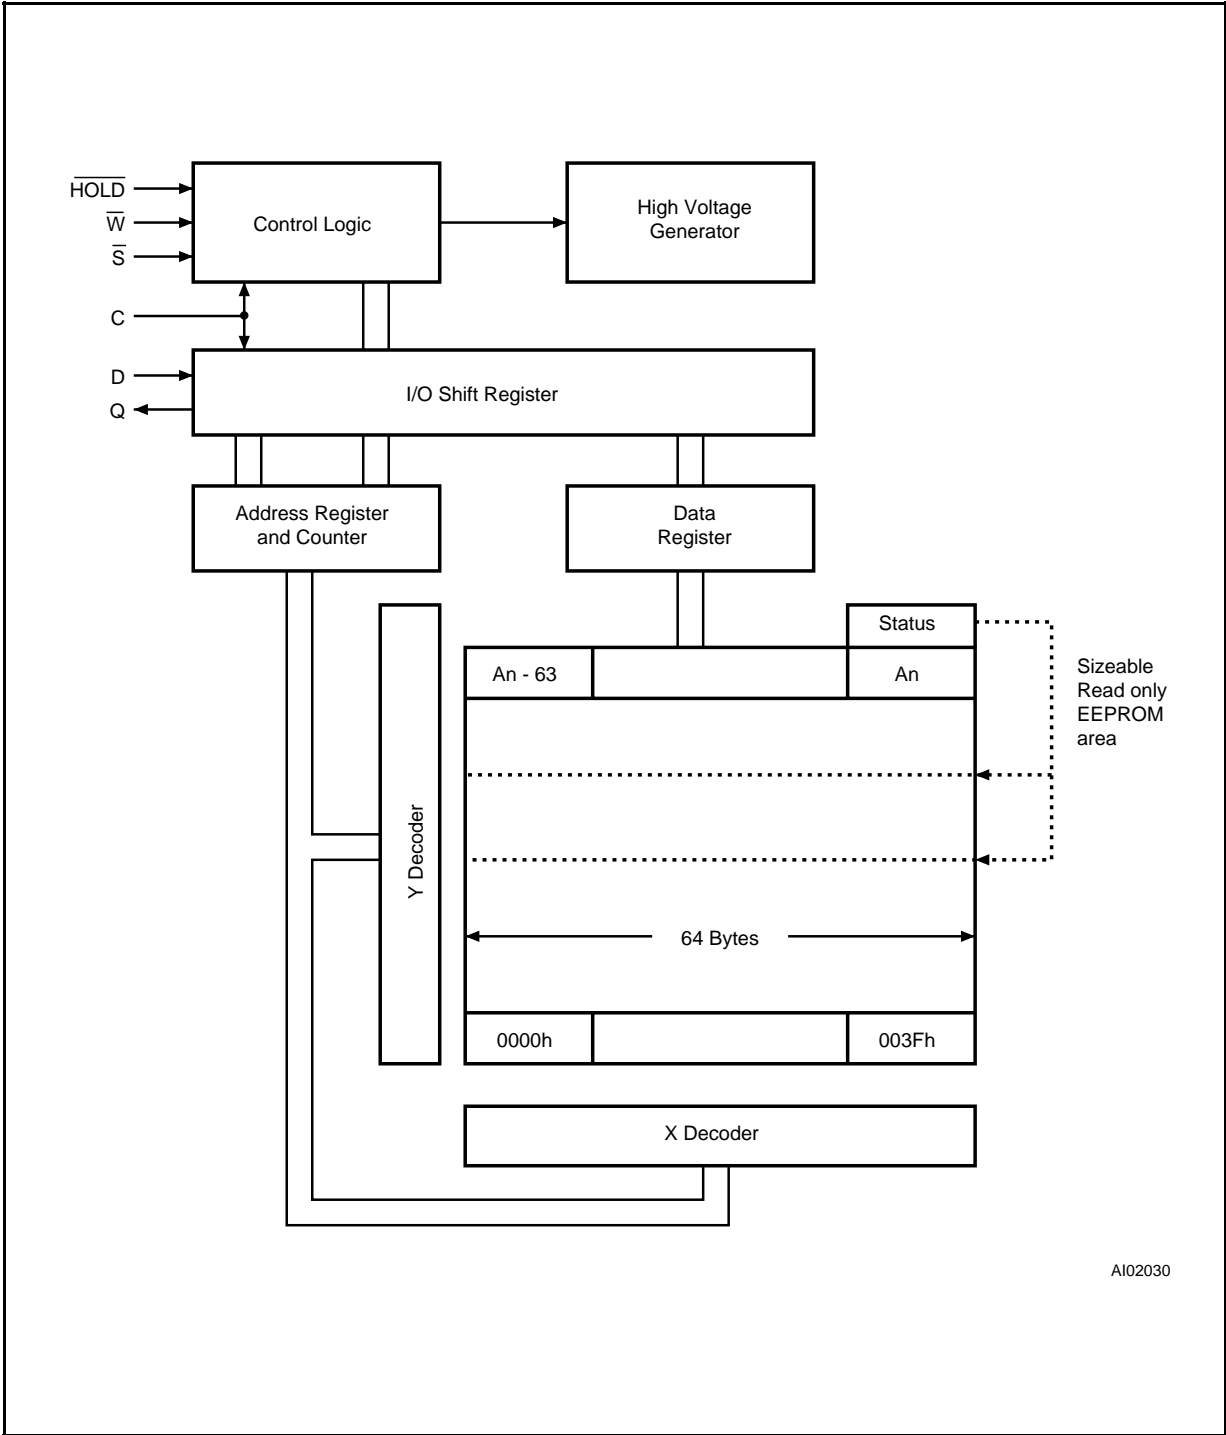 HOLD
W
S
C
D
Q
Control Logic
High Voltage
Generator
I/O Shift Register
Address Register
and Counter
Data
Register
Status
An - 63
An
Sizeable
Read only
EEPROM
area
Y Decoder
64 Bytes
0000h
003Fh
X Decoder
AI02030